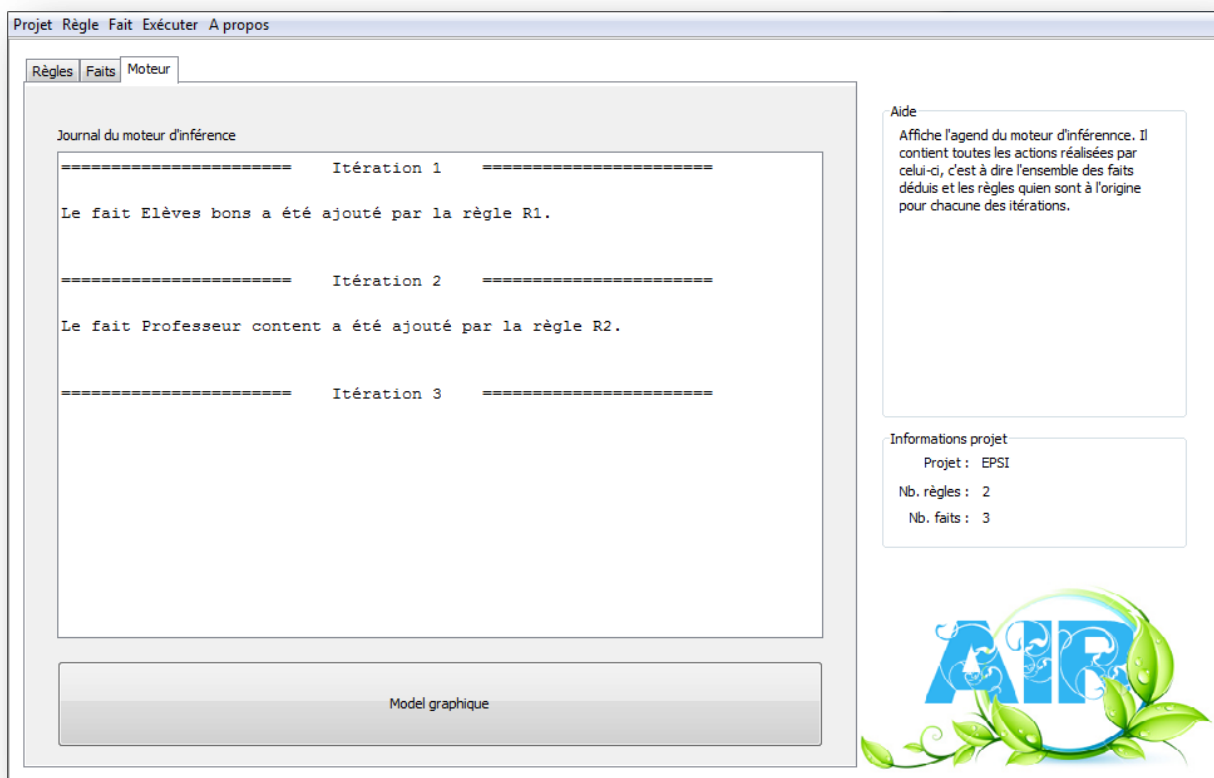 Projet Règle Fait Exécuter A propos
Règles Faits Moteur
Journal du moteur d'inférence
======================= Itération 1 =======================
Le fait Elèves bons a été ajouté par la règle R1.
======================= Itération 2 =======================
Le fait Professeur content a été ajouté par la règle R2.
======================= Itération 3 =======================
Model graphique
Aide
Affiche l'agend du moteur d'inférennce. Il
contient toutes les actions réalisées par
celui-ci, c'est à dire l'ensemble des faits
déduis et les règles quien sont à l'origine
pour chacune des itérations.
Informations projet
Projet : EPSI
Nb. règles : 2
Nb. faits : 3
AIR